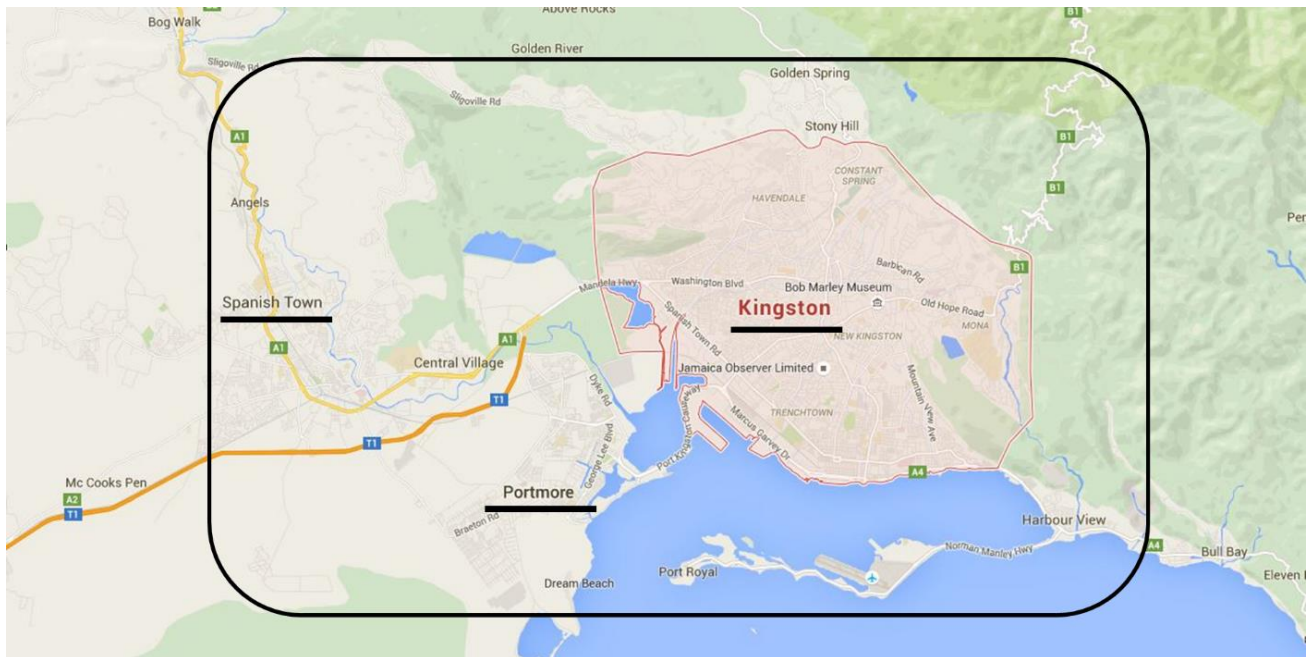 Above Rocks
B1
Bog Walk
Sligoville Rd
Golden River
Golden Spring
Sligoville Rd
Stony Hill
A1
B1
CONSTANT
SPRING
B1
HAVENDALE
Angels
Barbican Rd
B1
Mandela Hwy
Washington Blvd
Bob Marley Museum
Spanish Town
Kingston
Old Hope Road
Spanish Town Rd
MONA
NEW KINGSTON
A1
A1
Central Village
Jamaica Observer Limited
Dyke Rd
T1
Mountain View Ave
TRENCHTOWN
Marcus Garvey Dr
T1
George Lee Blvd
Port Kingston Causeway
A4
Mc Cooks Pen
Portmore
A2
T1
Braeton Rd
Harbour View
Norman Manley Hwy
A4
Bull Bay
Port Royal
Dream Beach
Eleven